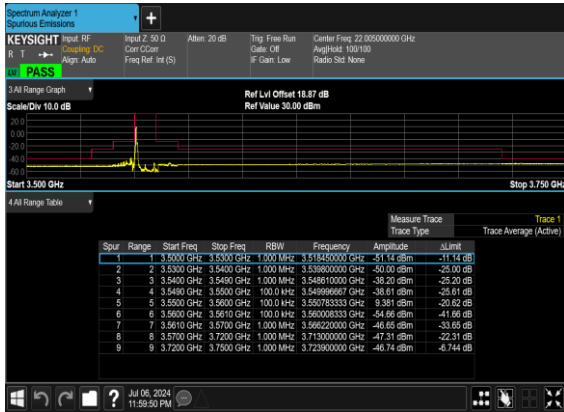 Spectrum Analyzer 1
Spurious Emissions
+
KEYSIGHT Input: RF Input Z: 50 Ω Atten: 20 dB Trig: Free Run Center Freq: 22.005000000 GHz
R T Coupling: DC Corr CCorr Gate: Off Avg|Hold: 100/100
Align: Auto Freq Ref: Int (S) IF Gain: Low Radio Std: None
PASS
3 All Range Graph
Ref Lvl Offset 18.87 dB
Scale/Div 10.0 dB Ref Value 30.00 dBm
20.0
0.00
-20.0
-40.0
-60.0
Start 3.500 GHz Stop 3.750 GHz
4 All Range Table
Measure Trace Trace 1
Trace Type Trace Average (Active)
Spur Range Start Freq Stop Freq RBW Frequency Amplitude ΔLimit
1 1 3.5000 GHz 3.5300 GHz 1.000 MHz 3.518450000 GHz -51.14 dBm -11.14 dB
2 2 3.5300 GHz 3.5400 GHz 1.000 MHz 3.539800000 GHz -50.00 dBm -25.00 dB
3 3 3.5400 GHz 3.5490 GHz 1.000 MHz 3.548610000 GHz -38.20 dBm -25.20 dB
4 4 3.5490 GHz 3.5500 GHz 100.0 kHz 3.549996667 GHz -38.61 dBm -25.61 dB
5 5 3.5500 GHz 3.5600 GHz 100.0 kHz 3.550783333 GHz 9.381 dBm -20.62 dB
6 6 3.5600 GHz 3.5610 GHz 100.0 kHz 3.560008333 GHz -54.66 dBm -41.66 dB
7 7 3.5610 GHz 3.5700 GHz 1.000 MHz 3.566220000 GHz -46.65 dBm -33.65 dB
8 8 3.5700 GHz 3.7200 GHz 1.000 MHz 3.713000000 GHz -47.31 dBm -22.31 dB
9 9 3.7200 GHz 3.7500 GHz 1.000 MHz 3.723900000 GHz -46.74 dBm -6.744 dB
? Jul 06, 2024
11:59:50 PM